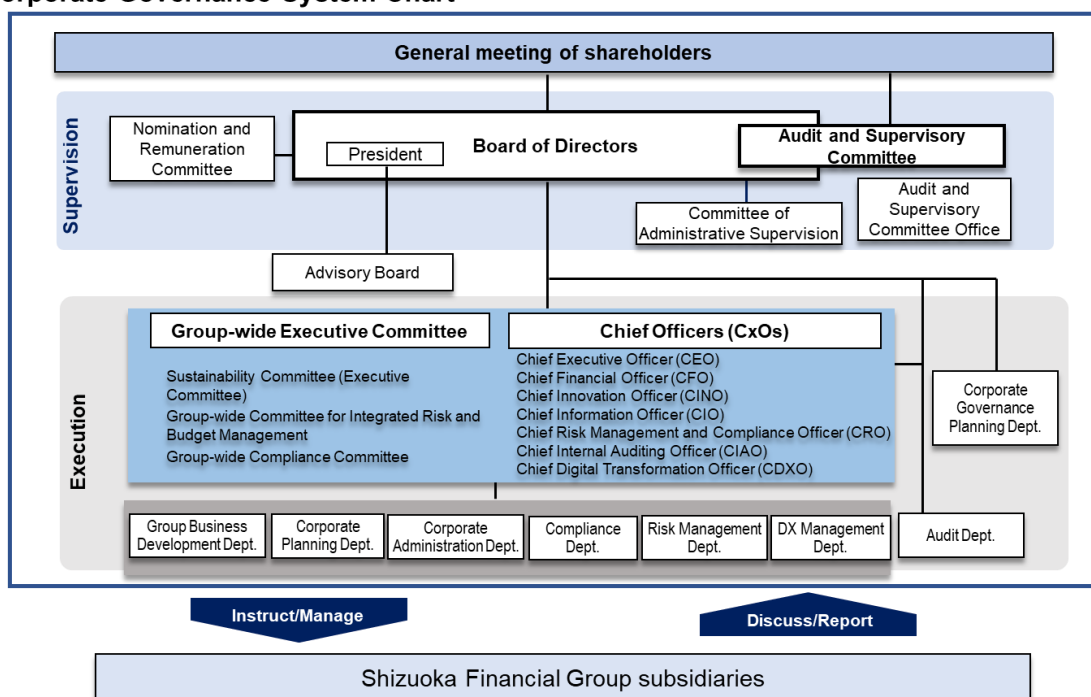 Corporate Governance System Chart
General meeting of shareholders
Supervision
Nomination and
Remuneration
Committee
President
Board of Directors
Audit and Supervisory
Committee
Committee of
Administrative Supervision
Audit and
Supervisory
Committee Office
Advisory Board
Execution
Group-wide Executive Committee
Sustainability Committee (Executive
Committee)
Group-wide Committee for Integrated Risk and
Budget Management
Group-wide Compliance Committee
Chief Officers (CxOs)
Chief Executive Officer (CEO)
Chief Financial Officer (CFO)
Chief Innovation Officer (CINO)
Chief Information Officer (CIO)
Chief Risk Management and Compliance Officer (CRO)
Chief Internal Auditing Officer (CIAO)
Chief Digital Transformation Officer (CDXO)
Corporate
Governance
Planning Dept.
Group Business
Development Dept.
Corporate
Planning Dept.
Corporate
Administration Dept.
Compliance
Dept.
Risk Management
Dept.
DX Management
Dept.
Audit Dept.
Instruct/Manage
Discuss/Report
Shizuoka Financial Group subsidiaries